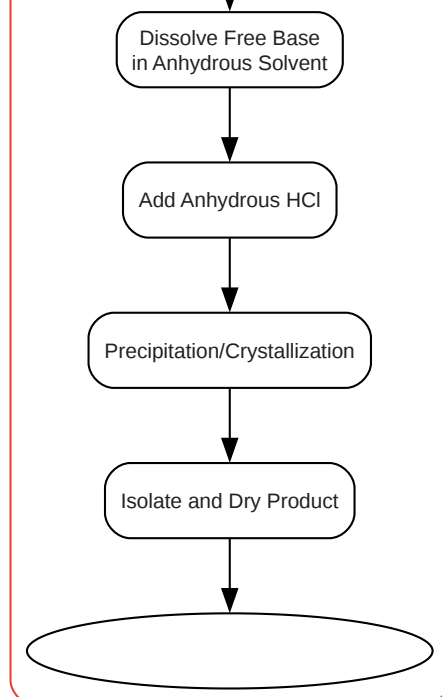 Dissolve Free Base
in Anhydrous Solvent
Add Anhydrous HCl
Precipitation/Crystallization
Isolate and Dry Product